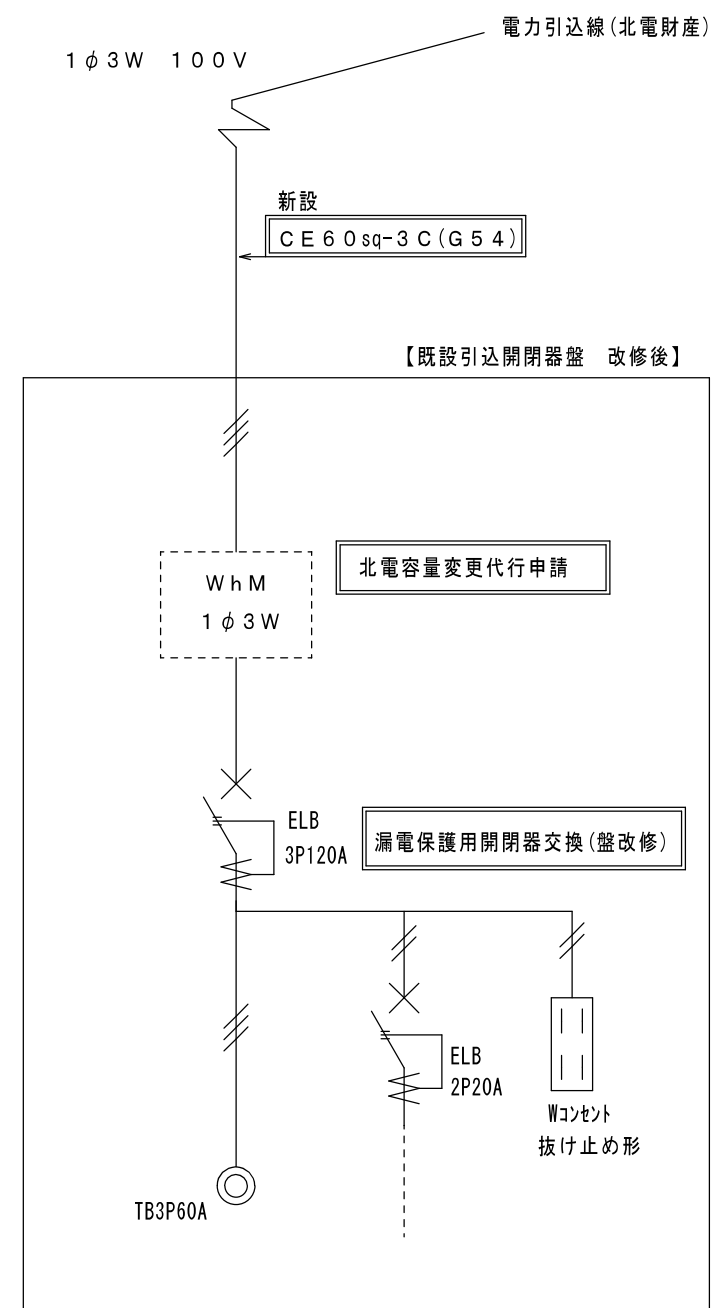 電力引込線(北電財産)
1φ3W　100V
新設
CE60sq-3C(G54)
【既設引込開閉器盤　改修後】
WhM
1φ3W
北電容量変更代行申請
ELB
3P120A
漏電保護用開閉器交換(盤改修)
ELB
2P20A
Wコンセント
抜け止め形
TB3P60A